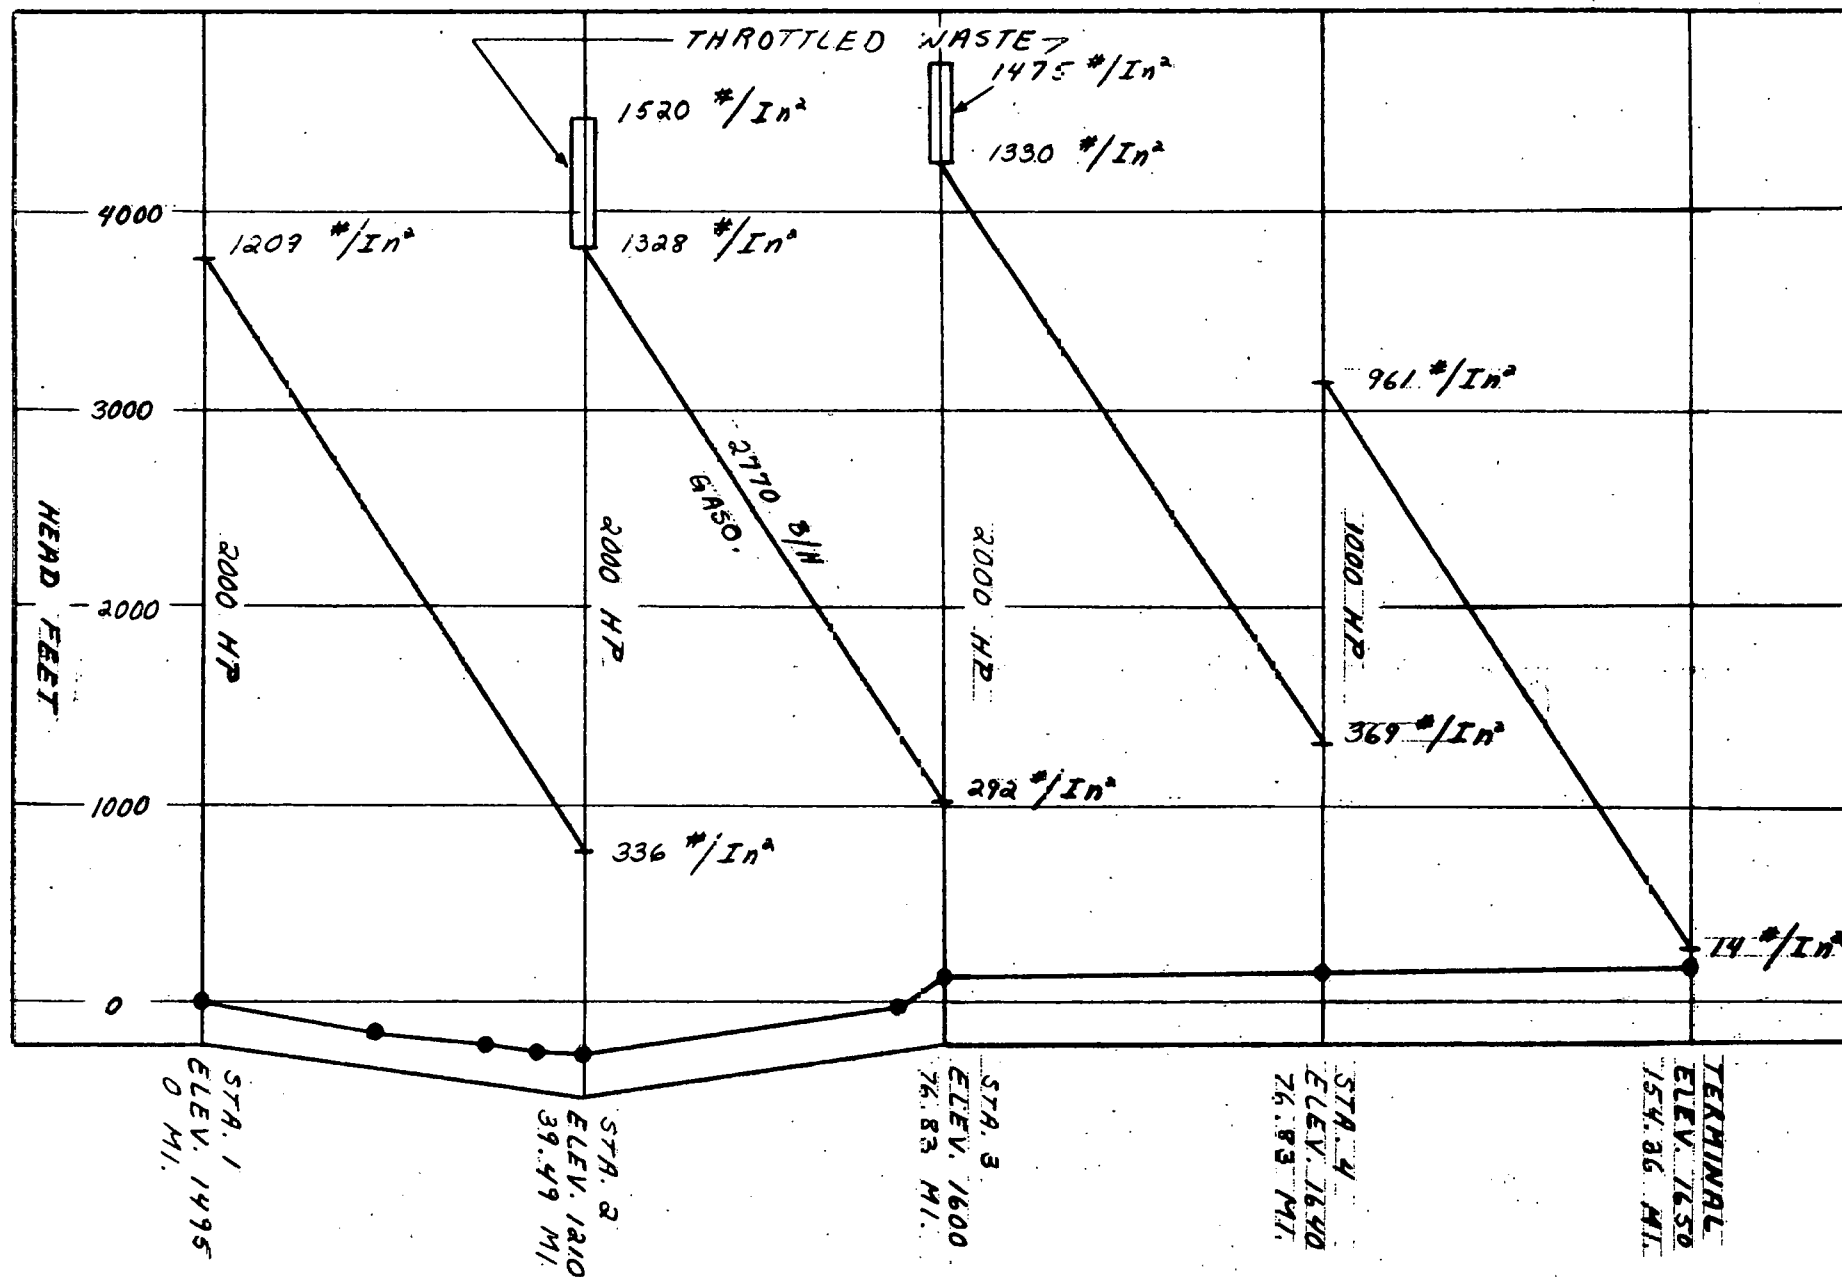 THROTTLED WASTE
1475 #/In²
1520 #/In²
1330 #/In²
4000
1209 #/In²
1328 #/In²
961 #/In²
3000
2770 B/H
GASO.
HEAD FEET
2000 HP
2000 HP
2000 HP
1000 HP
2000
369 #/In²
292 #/In²
1000
336 #/In²
14 #/In²
0
STA. 1
ELEV. 1495
0 MI.
STA. 2
ELEV. 1210
39.49 MI.
STA. 3
ELEV. 1600
76.83 MI.
STA. 4
ELEV. 1640
76.83 MI.
TERMINAL
ELEV. 1650
154.86 MI.